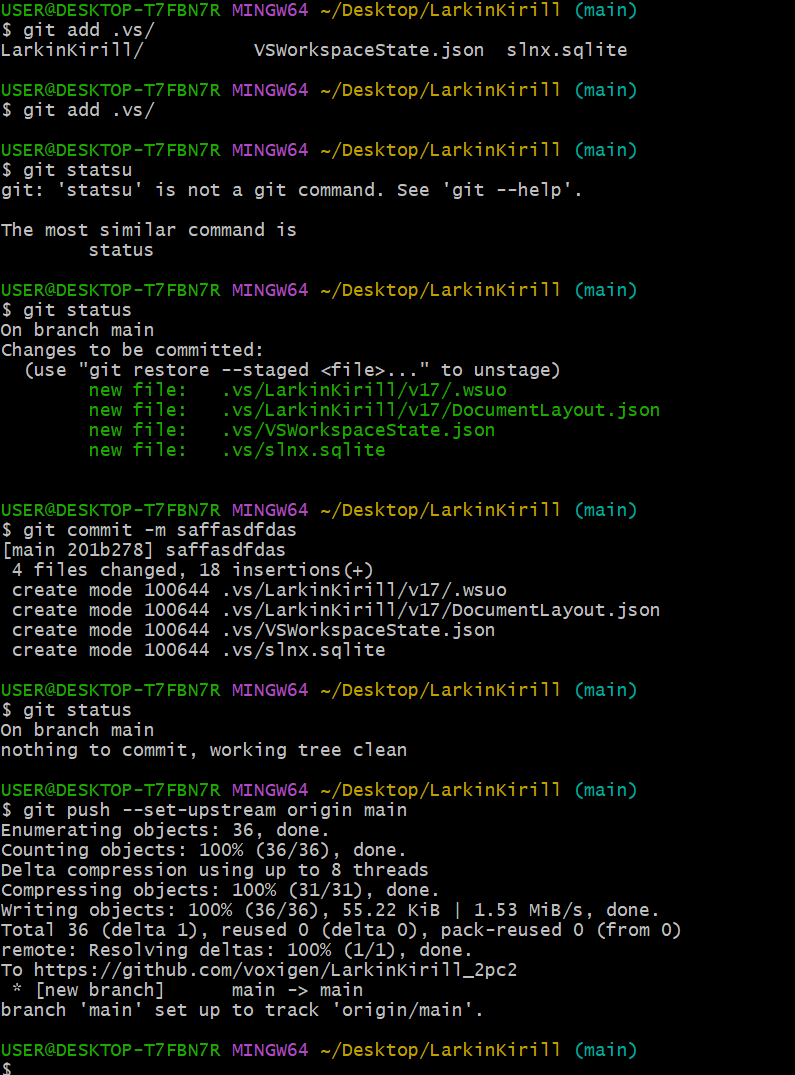 USER@DESKTOP-T7FBN7R MINGW64 ~/Desktop/LarkinKirill (main)
$ git add .vs/
LarkinKirill/          VSWorkspaceState.json  slnx.sqlite
USER@DESKTOP-T7FBN7R MINGW64 ~/Desktop/LarkinKirill (main)
$ git add .vs/
USER@DESKTOP-T7FBN7R MINGW64 ~/Desktop/LarkinKirill (main)
$ git statsu
git: 'statsu' is not a git command. See 'git --help'.
The most similar command is
        status
USER@DESKTOP-T7FBN7R MINGW64 ~/Desktop/LarkinKirill (main)
$ git status
On branch main
Changes to be committed:
  (use "git restore --staged <file>..." to unstage)
        new file:   .vs/LarkinKirill/v17/.wsuo
        new file:   .vs/LarkinKirill/v17/DocumentLayout.json
        new file:   .vs/VSWorkspaceState.json
        new file:   .vs/slnx.sqlite
USER@DESKTOP-T7FBN7R MINGW64 ~/Desktop/LarkinKirill (main)
$ git commit -m saffasdfdas
[main 201b278] saffasdfdas
 4 files changed, 18 insertions(+)
 create mode 100644 .vs/LarkinKirill/v17/.wsuo
 create mode 100644 .vs/LarkinKirill/v17/DocumentLayout.json
 create mode 100644 .vs/VSWorkspaceState.json
 create mode 100644 .vs/slnx.sqlite
USER@DESKTOP-T7FBN7R MINGW64 ~/Desktop/LarkinKirill (main)
$ git status
On branch main
nothing to commit, working tree clean
USER@DESKTOP-T7FBN7R MINGW64 ~/Desktop/LarkinKirill (main)
$ git push --set-upstream origin main
Enumerating objects: 36, done.
Counting objects: 100% (36/36), done.
Delta compression using up to 8 threads
Compressing objects: 100% (31/31), done.
Writing objects: 100% (36/36), 55.22 KiB | 1.53 MiB/s, done.
Total 36 (delta 1), reused 0 (delta 0), pack-reused 0 (from 0)
remote: Resolving deltas: 100% (1/1), done.
To https://github.com/voxigen/LarkinKirill_2pc2
 * [new branch]      main -> main
branch 'main' set up to track 'origin/main'.
USER@DESKTOP-T7FBN7R MINGW64 ~/Desktop/LarkinKirill (main)
$